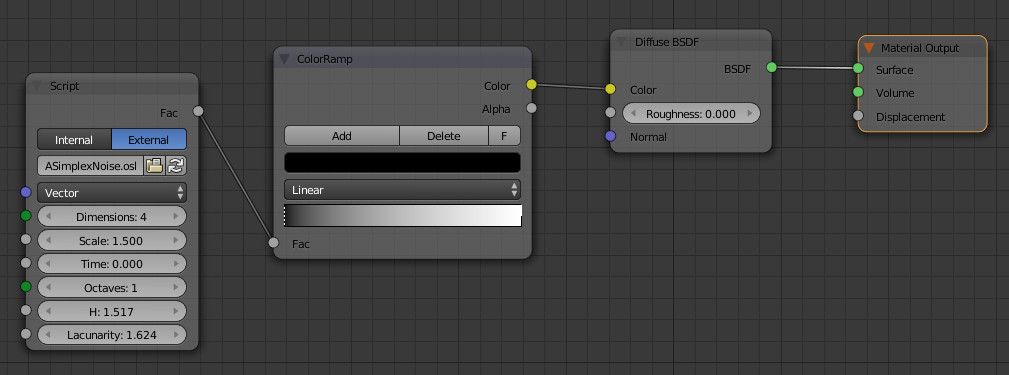 Script
Fac
Internal External
ASimplexNoise.osl
Vector
Dimensions: 4
Scale: 1.500
Time: 0.000
Octaves: 1
H: 1.517
Lacunarity: 1.624
ColorRamp
Color
Alpha
Add Delete F
Linear
Fac
Diffuse BSDF
BSDF
Color
Roughness: 0.000
Normal
Material Output
Surface
Volume
Displacement